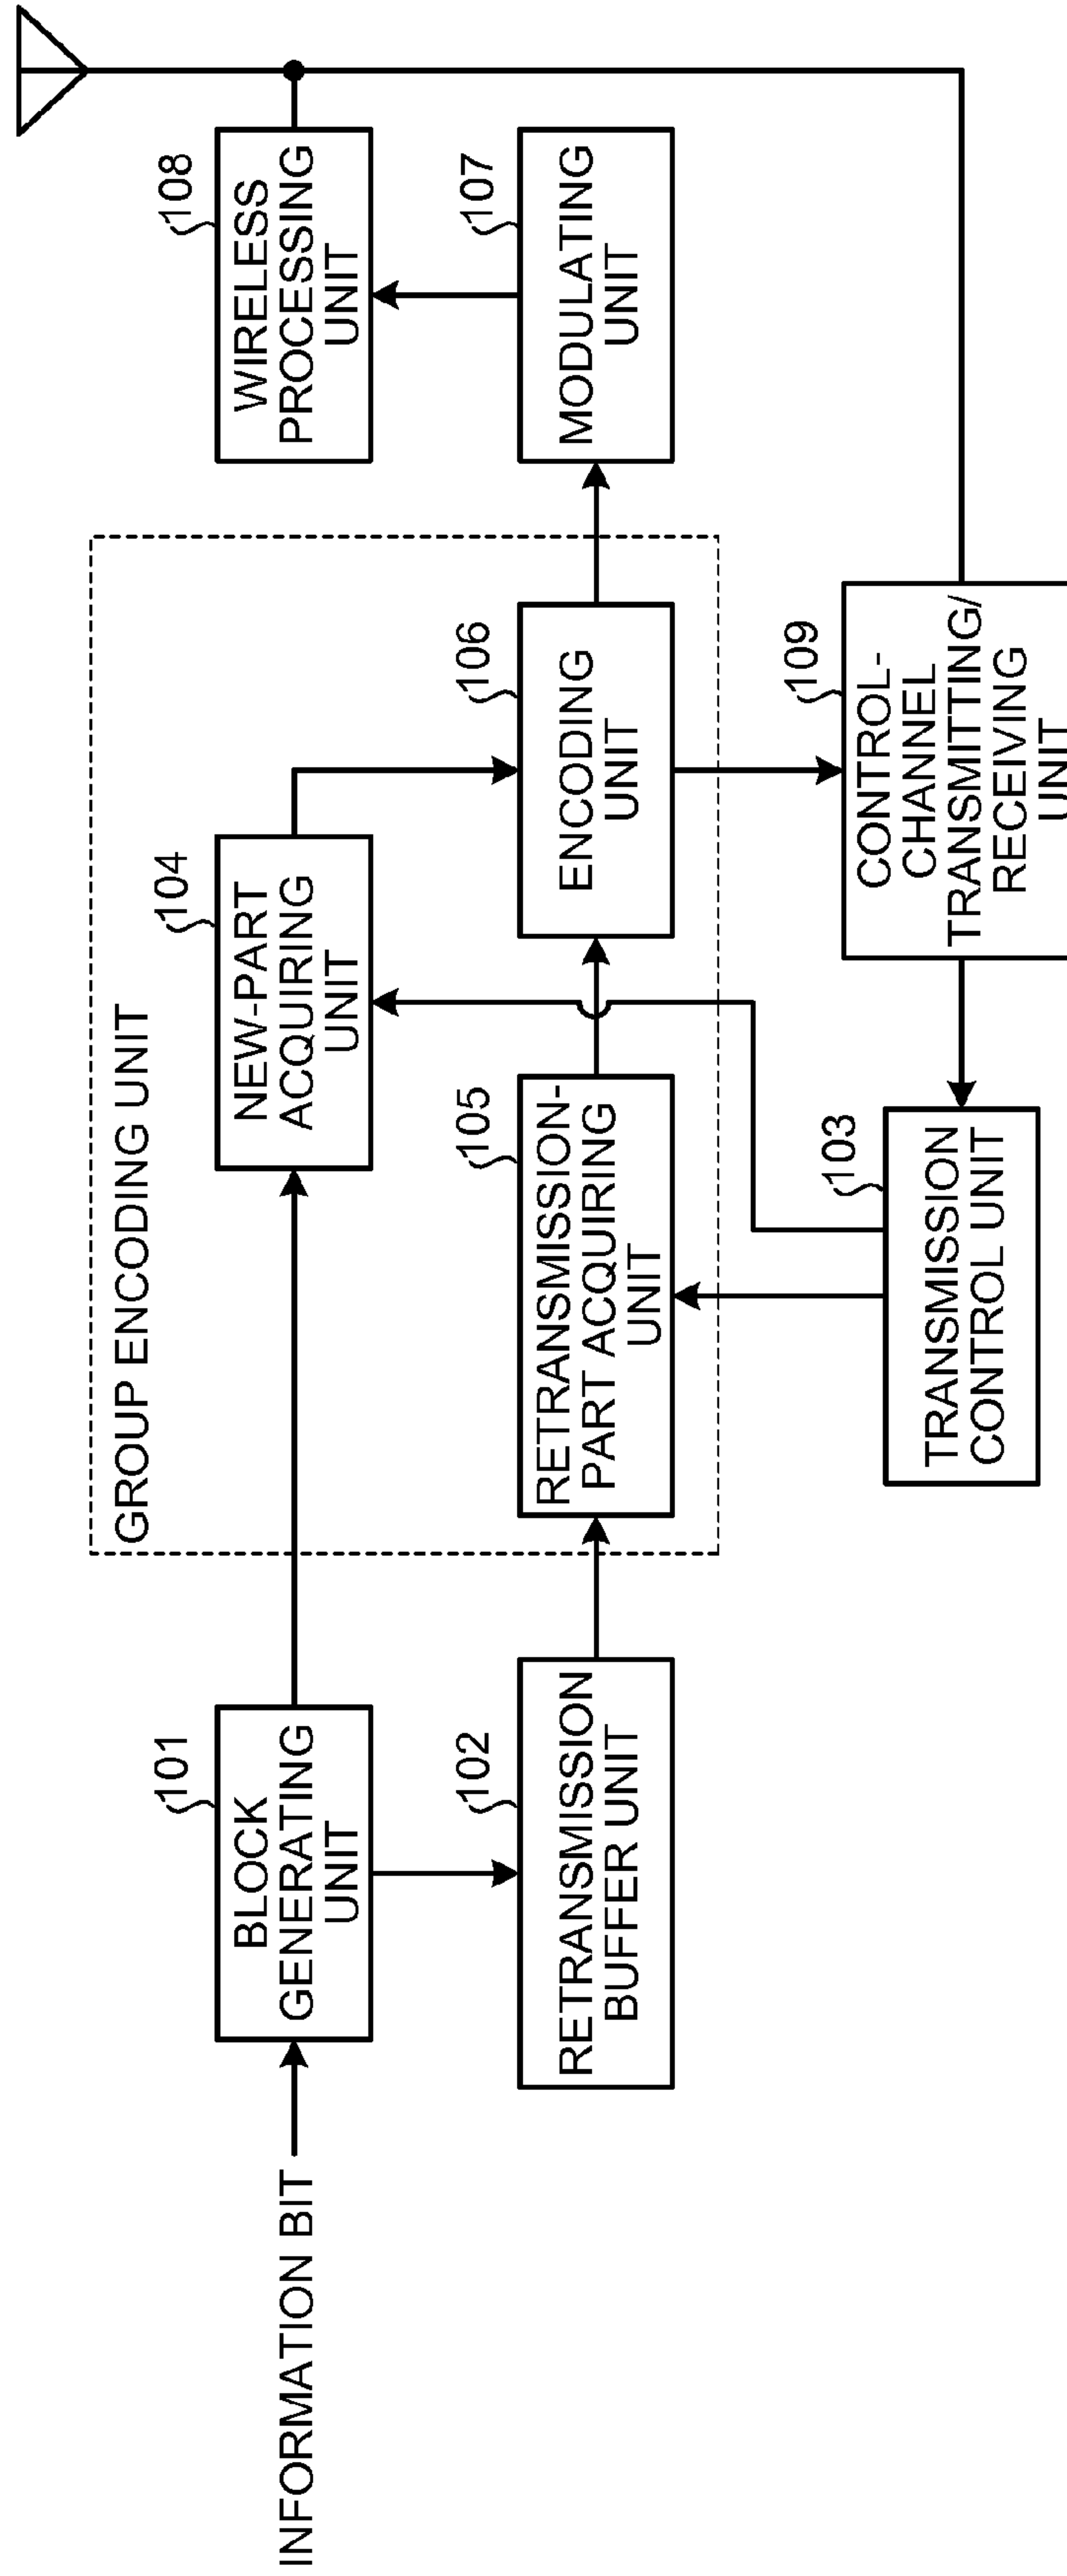 INFORMATION BIT
101
BLOCK
GENERATING
UNIT
102
RETRANSMISSION
BUFFER UNIT
GROUP ENCODING UNIT
104
NEW-PART
ACQUIRING
UNIT
105
RETRANSMISSION-
PART ACQUIRING
UNIT
106
ENCODING
UNIT
103
TRANSMISSION
CONTROL UNIT
108
WIRELESS
PROCESSING
UNIT
107
MODULATING
UNIT
109
CONTROL-
CHANNEL
TRANSMITTING/
RECEIVING
UNIT